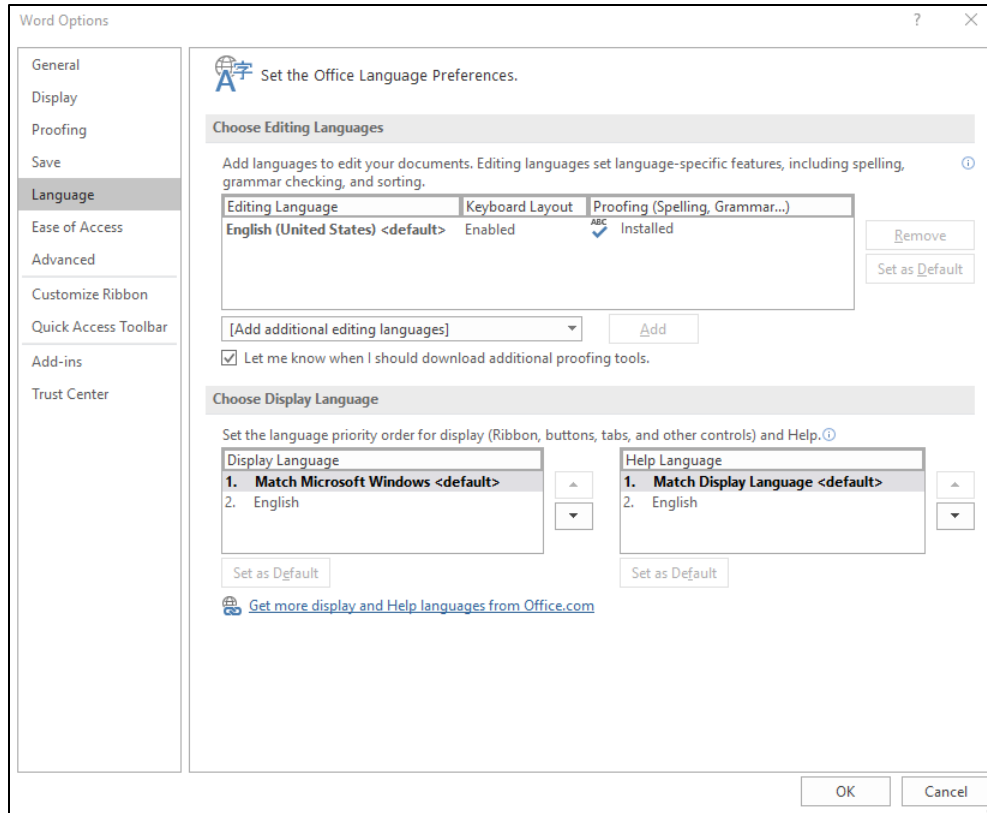 Word Options
?
General
Display
Proofing
Save
Language
Ease of Access
Advanced
Customize Ribbon
Quick Access Toolbar
Add-ins
Trust Center
Set the Office Language Preferences.
Choose Editing Languages
Add languages to edit your documents. Editing languages set language-specific features, including spelling,
grammar checking, and sorting.
Editing Language Keyboard Layout Proofing (Spelling, Grammar...)
English (United States) <default> Enabled ABC Installed
Remove
Set as Default
[Add additional editing languages] Add
Let me know when I should download additional proofing tools.
Choose Display Language
Set the language priority order for display (Ribbon, buttons, tabs, and other controls) and Help.
Display Language
1. Match Microsoft Windows <default>
2. English
Set as Default
Help Language
1. Match Display Language <default>
2. English
Set as Default
Get more display and Help languages from Office.com
OK Cancel